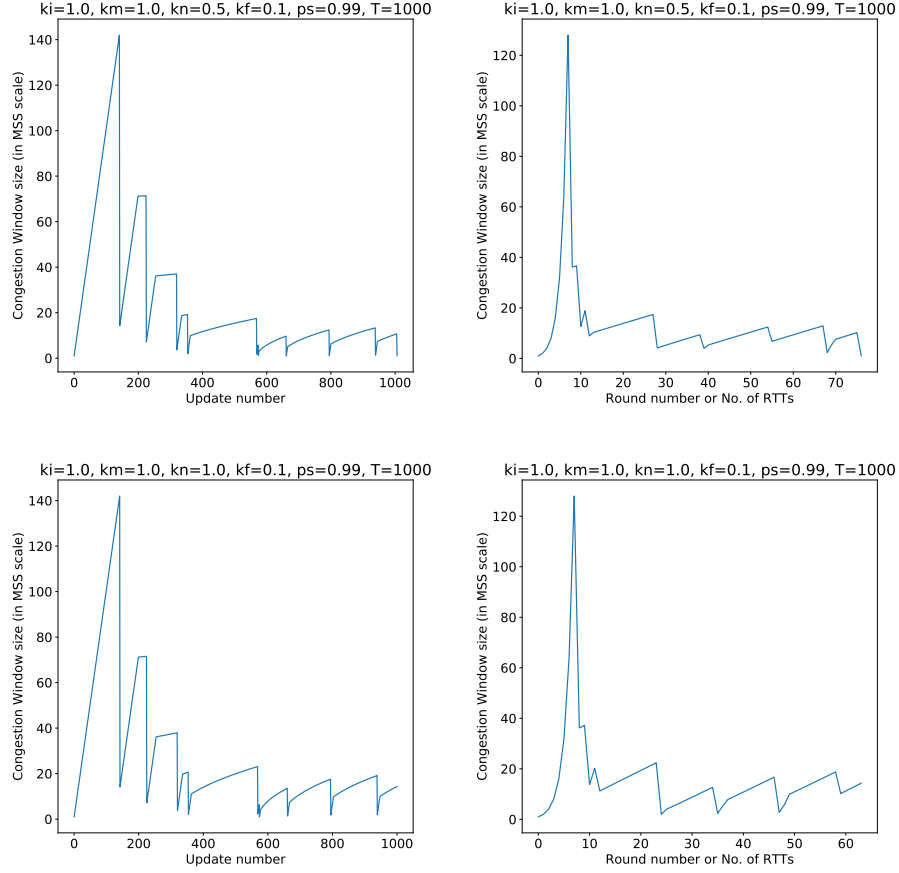 ki=1.0, km=1.0, kn=0.5, kf=0.1, ps=0.99, T=1000
Congestion Window size (in MSS scale)
140
120
100
80
60
40
20
0
0 200 400 600 800 1000
Update number
ki=1.0, km=1.0, kn=0.5, kf=0.1, ps=0.99, T=1000
Congestion Window size (in MSS scale)
120
100
80
60
40
20
0
0 10 20 30 40 50 60 70
Round number or No. of RTTs
ki=1.0, km=1.0, kn=1.0, kf=0.1, ps=0.99, T=1000
Congestion Window size (in MSS scale)
140
120
100
80
60
40
20
0
0 200 400 600 800 1000
Update number
ki=1.0, km=1.0, kn=1.0, kf=0.1, ps=0.99, T=1000
Congestion Window size (in MSS scale)
120
100
80
60
40
20
0
0 10 20 30 40 50 60
Round number or No. of RTTs